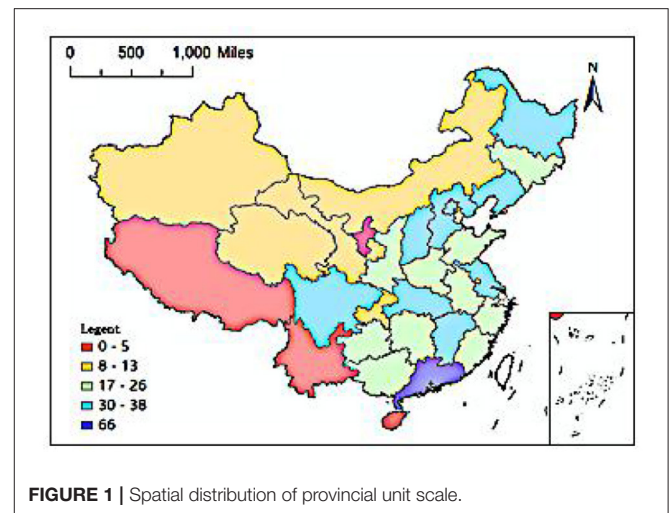 0 500 1,000 Miles
N
Legent
0 - 5
8 - 13
17 - 26
30 - 38
66
FIGURE 1 | Spatial distribution of provincial unit scale.